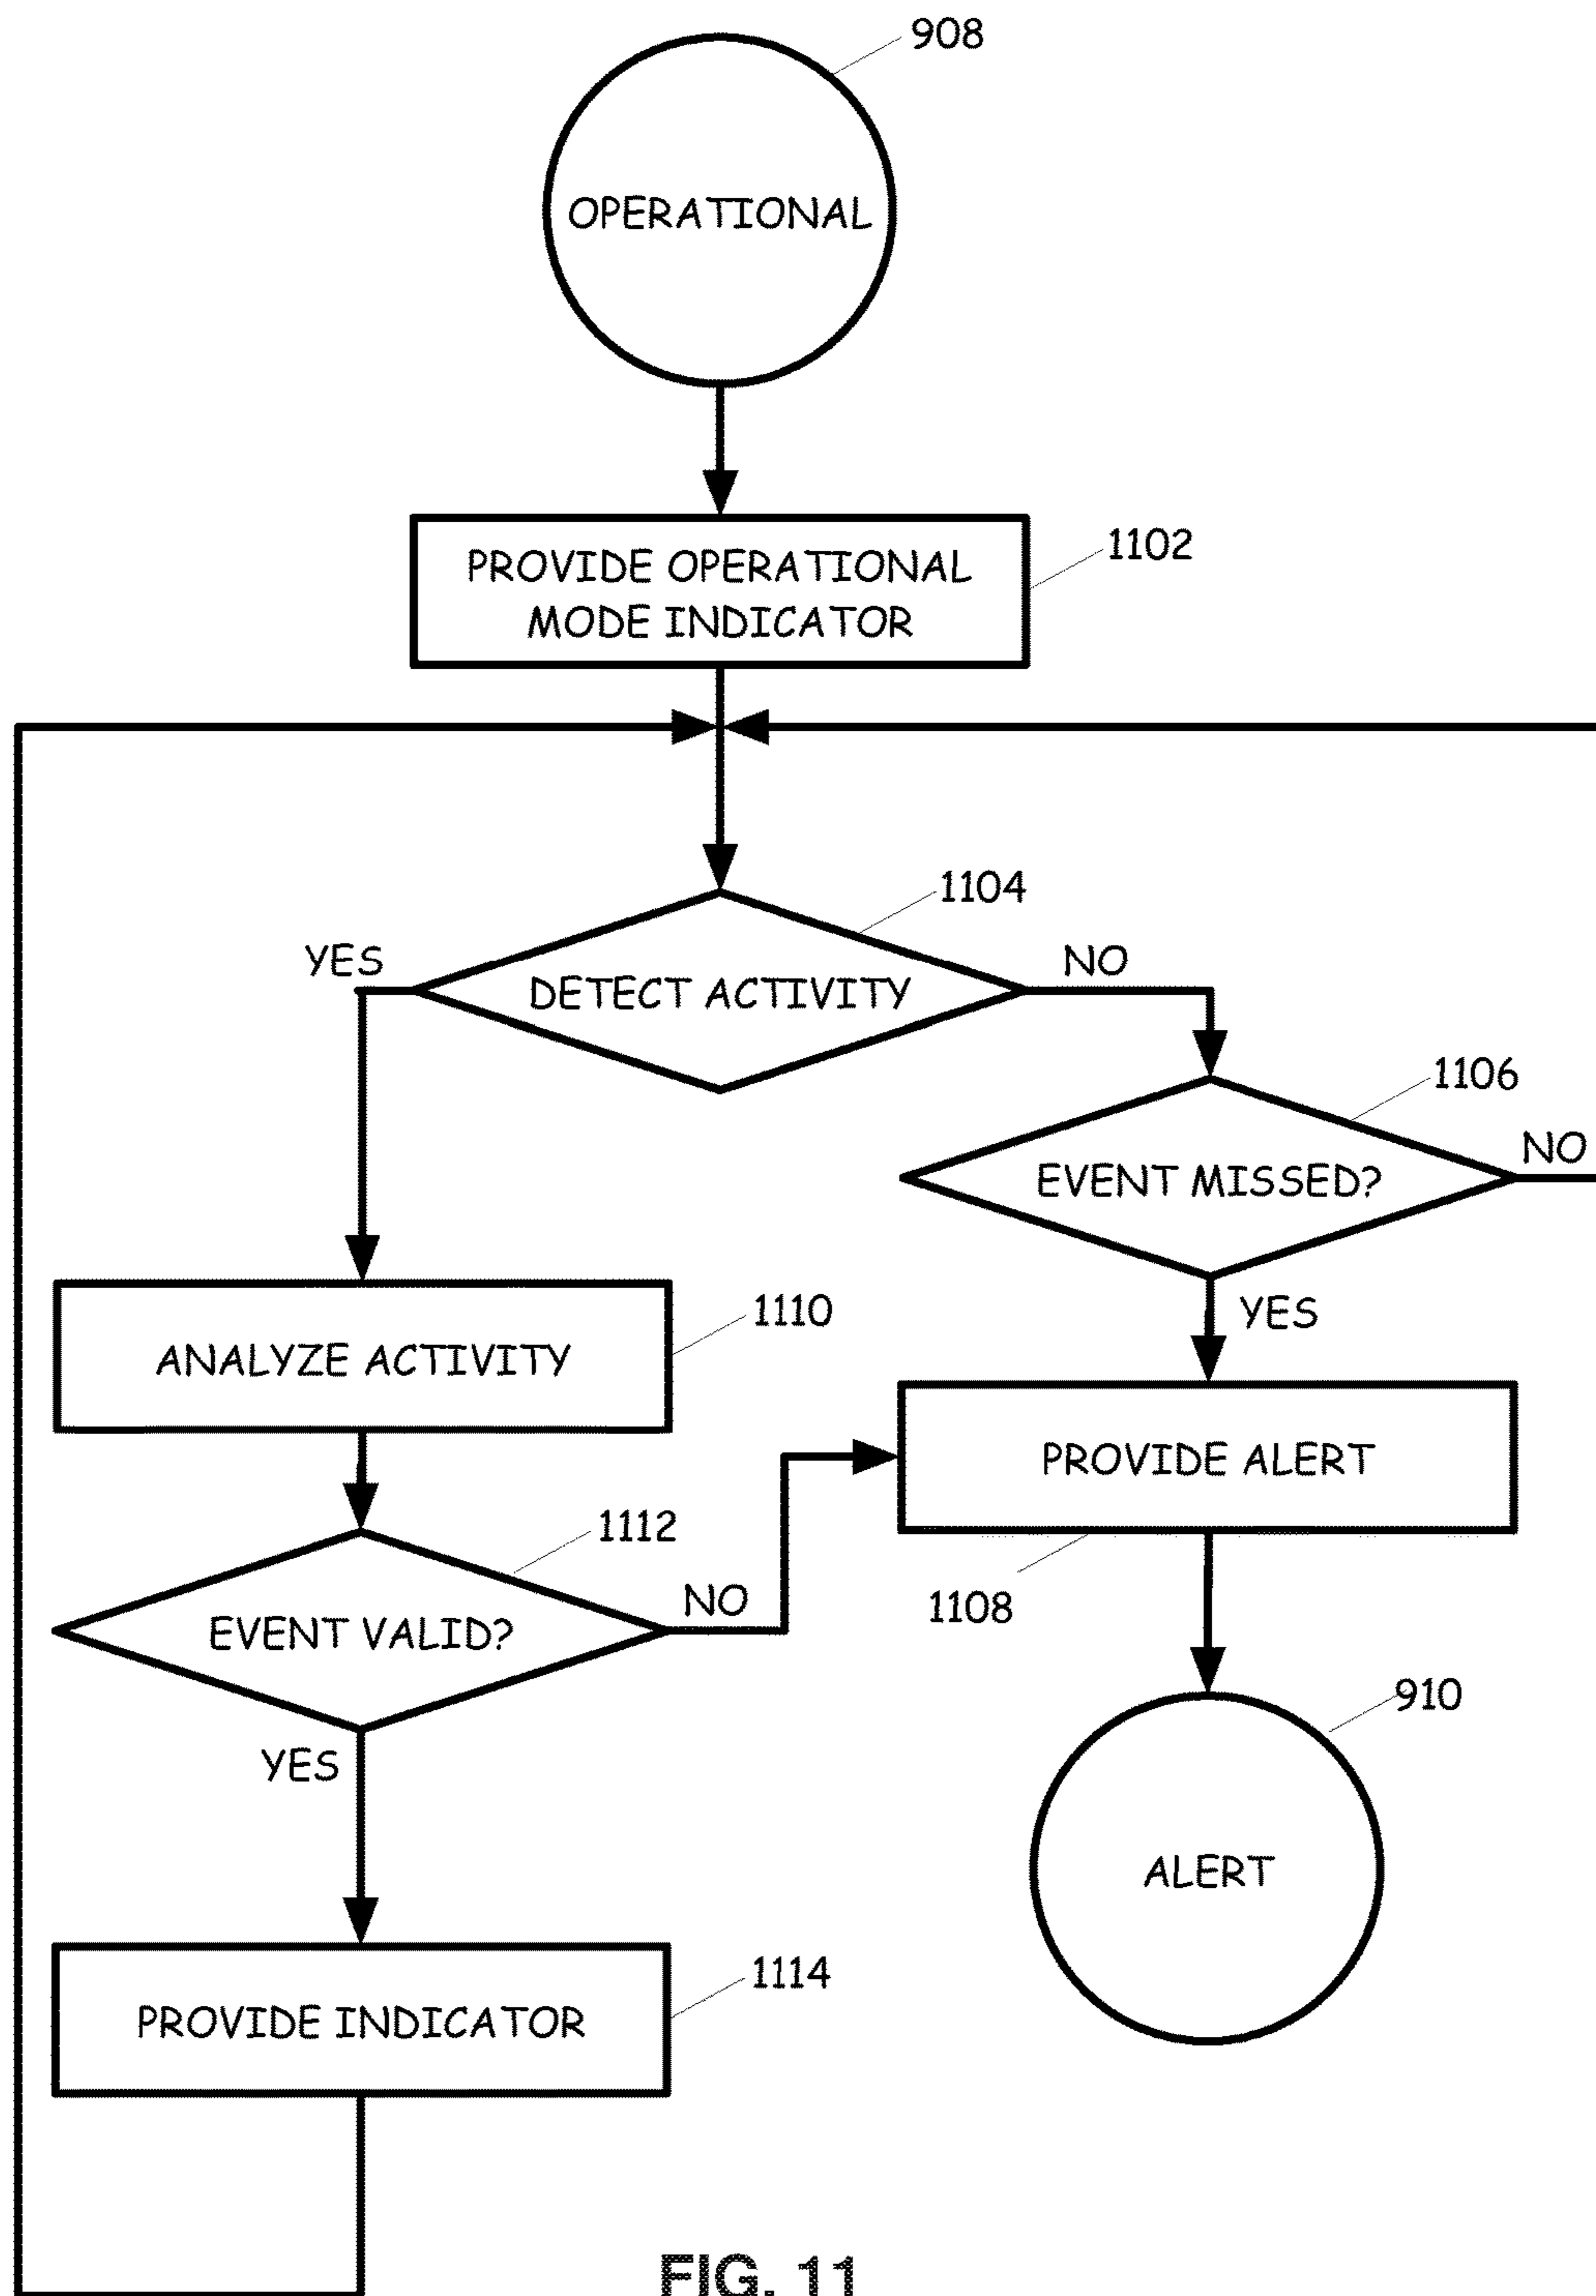 908
OPERATIONAL
PROVIDE OPERATIONAL
MODE INDICATOR
1102
1104
YES
DETECT ACTIVITY
NO
1106
EVENT MISSED?
NO
YES
1110
ANALYZE ACTIVITY
PROVIDE ALERT
1112
1108
EVENT VALID?
NO
YES
910
ALERT
1114
PROVIDE INDICATOR
FIG. 11